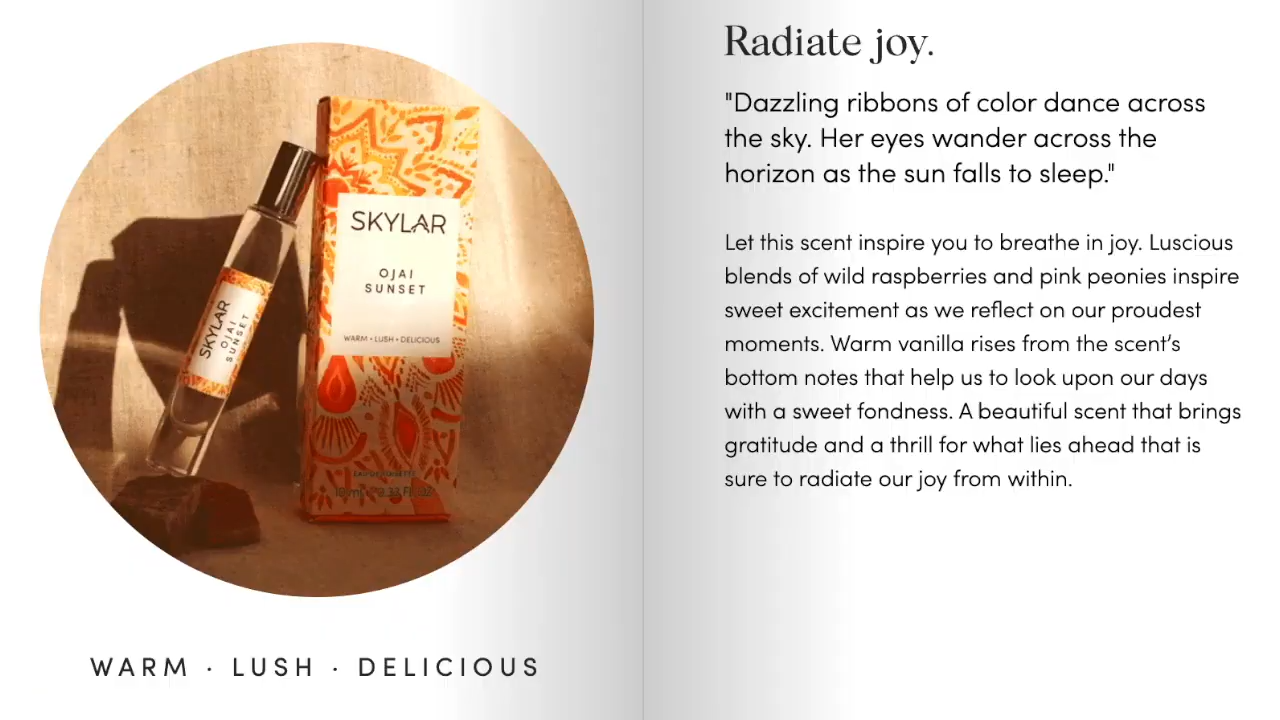 SKYLAR
OJAI
SUNSET
SKYLAR
OJAI
SUNSET
WARM • LUSH • DELICIOUS
WARM · LUSH · DELICIOUS
Radiate joy.
"Dazzling ribbons of color dance across
the sky. Her eyes wander across the
horizon as the sun falls to sleep."
Let this scent inspire you to breathe in joy. Luscious
blends of wild raspberries and pink peonies inspire
sweet excitement as we reflect on our proudest
moments. Warm vanilla rises from the scent’s
bottom notes that help us to look upon our days
with a sweet fondness. A beautiful scent that brings
gratitude and a thrill for what lies ahead that is
sure to radiate our joy from within.